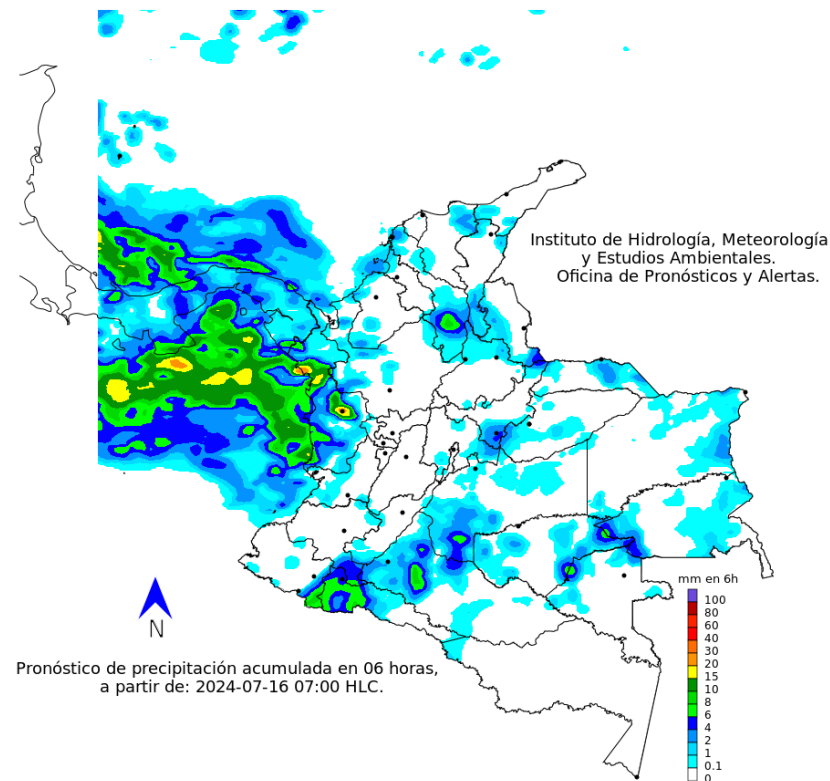 Instituto de Hidrología, Meteorología
y Estudios Ambientales.
Oficina de Pronósticos y Alertas.
N
Pronóstico de precipitación acumulada en 06 horas,
a partir de: 2024-07-16 07:00 HLC.
mm en 6h
100
80
60
40
30
20
15
10
8
6
4
2
1
0.1
0